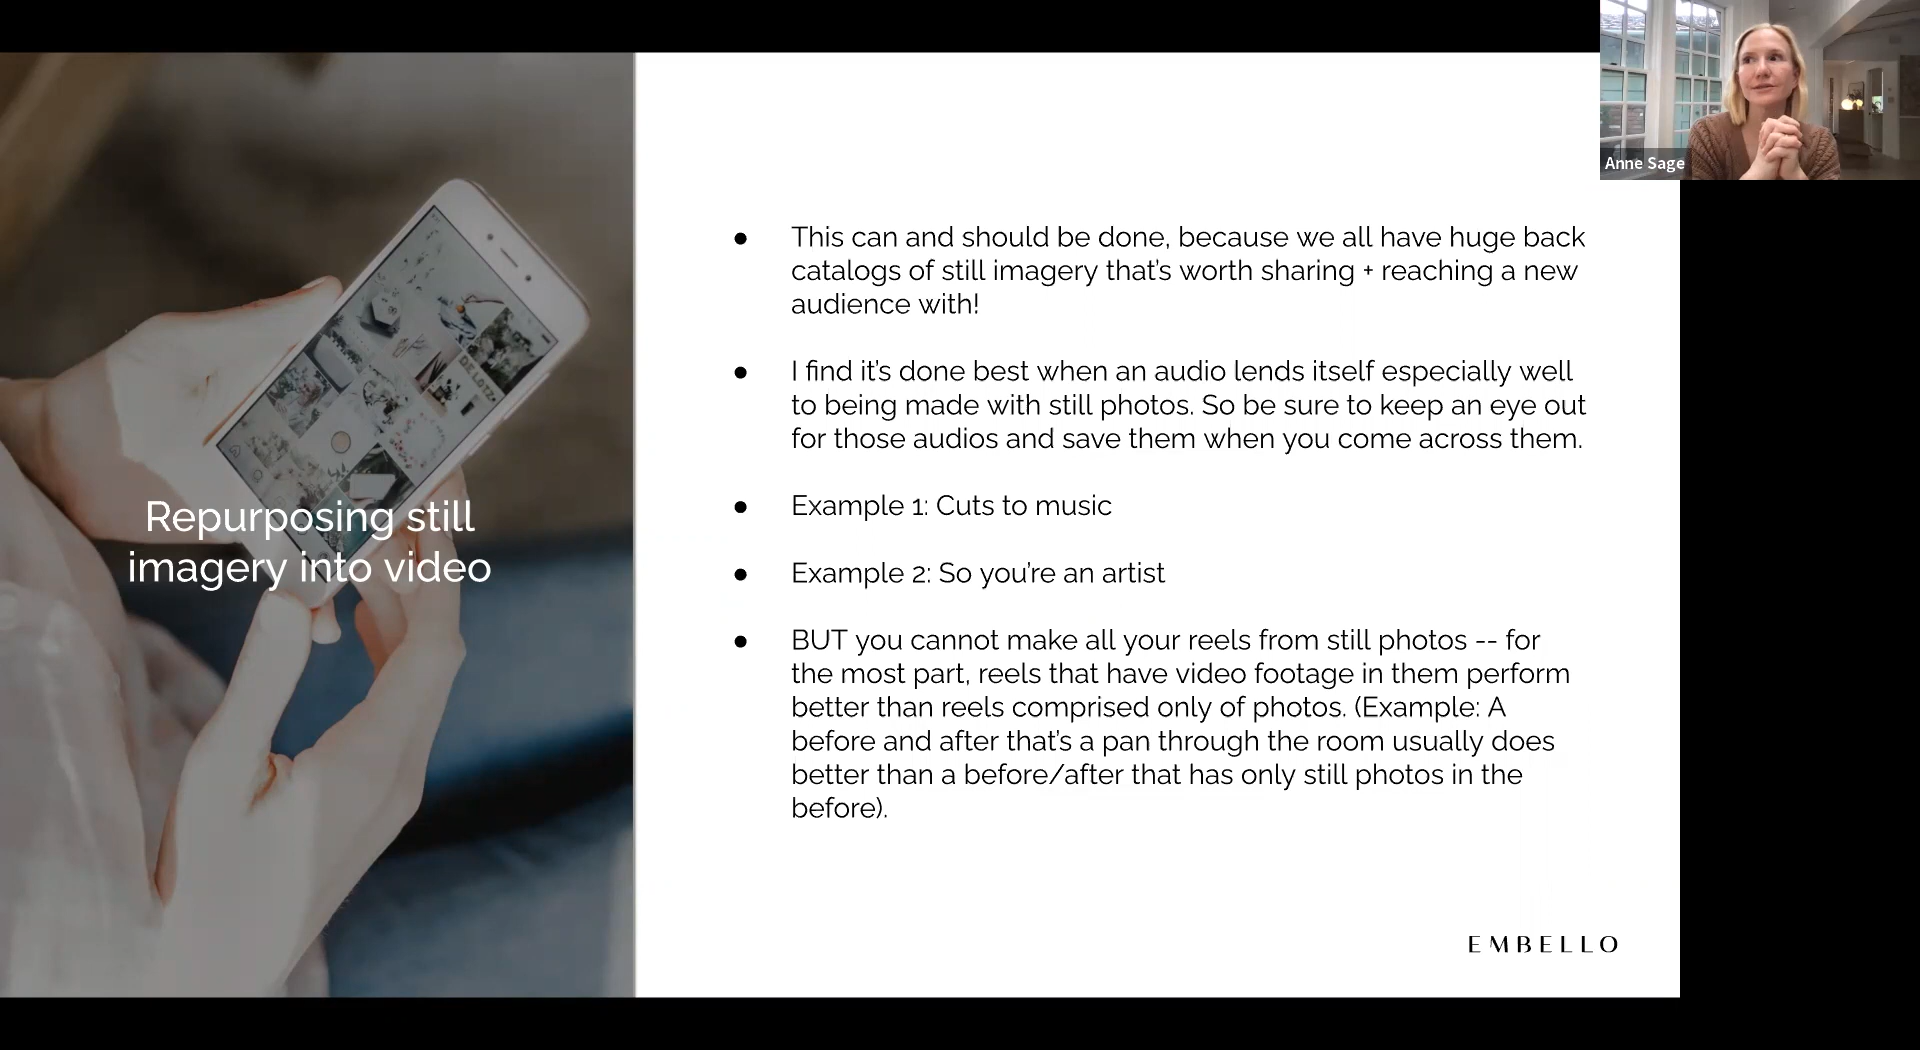 Anne Sage
Repurposing still
imagery into video
● This can and should be done, because we all have huge back
catalogs of still imagery that's worth sharing + reaching a new
audience with!
● I find it's done best when an audio lends itself especially well
to being made with still photos. So be sure to keep an eye out
for those audios and save them when you come across them.
● Example 1: Cuts to music
● Example 2: So you're an artist
● BUT you cannot make all your reels from still photos -- for
the most part, reels that have video footage in them perform
better than reels comprised only of photos. (Example: A
before and after that's a pan through the room usually does
better than a before/after that has only still photos in the
before).
EMBELLO